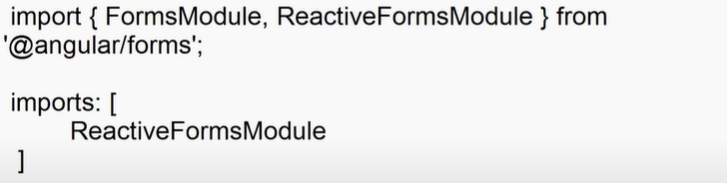 import { FormsModule, ReactiveFormsModule } from
'@angular/forms';
imports: [
ReactiveFormsModule
]